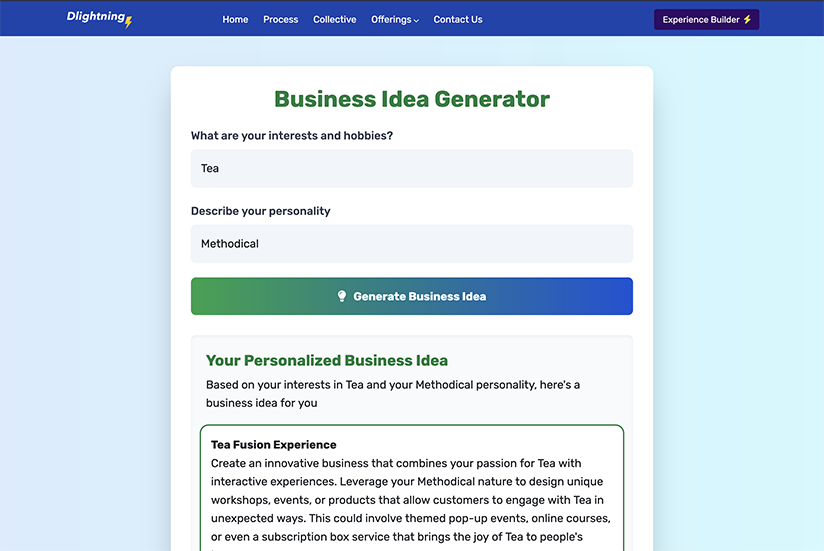 Dlightning
Home Process Collective Offerings Contact Us Experience Builder
Business Idea Generator
What are your interests and hobbies?
Tea
Describe your personality
Methodical
Generate Business Idea
Your Personalized Business Idea
Based on your interests in Tea and your Methodical personality, here's a
business idea for you
Tea Fusion Experience
Create an innovative business that combines your passion for Tea with
interactive experiences. Leverage your Methodical nature to design unique
workshops, events, or products that allow customers to engage with Tea in
unexpected ways. This could involve themed pop-up events, online courses,
or even a subscription box service that brings the joy of Tea to people's